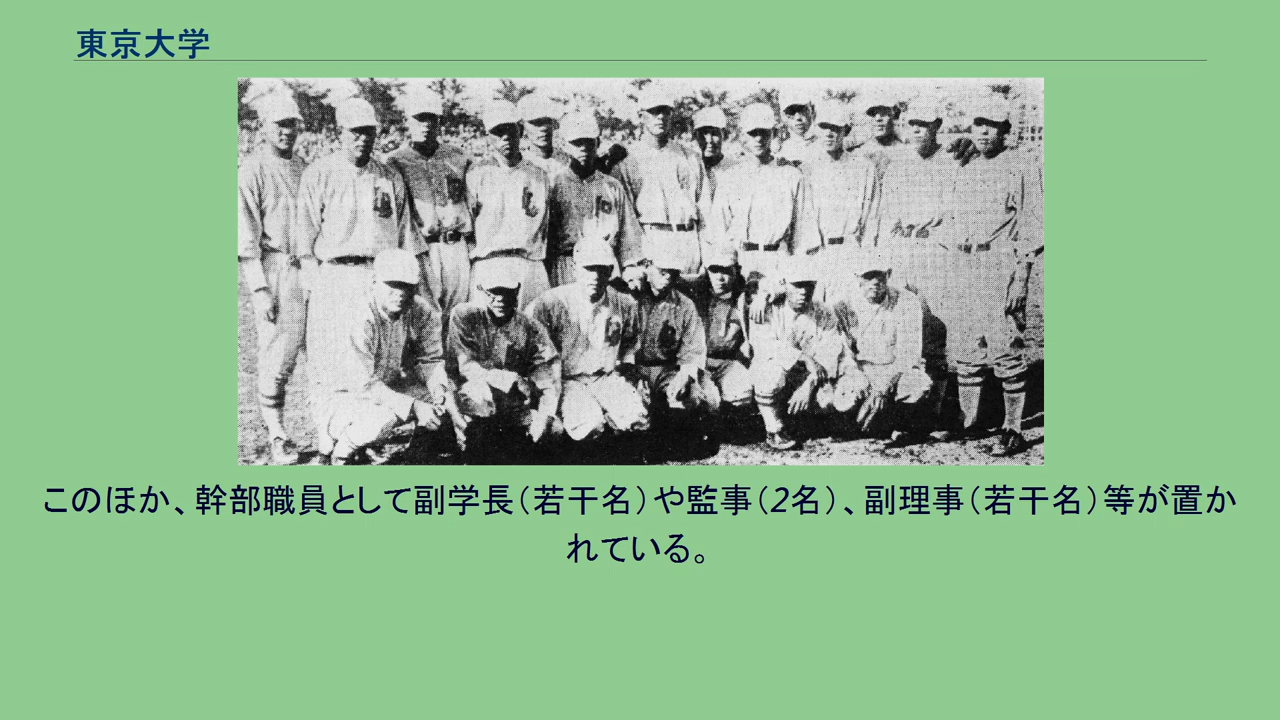 東京大学
このほか、幹部職員として副学長（若干名）や監事（2名）、副理事（若干名）等が置か
れている。